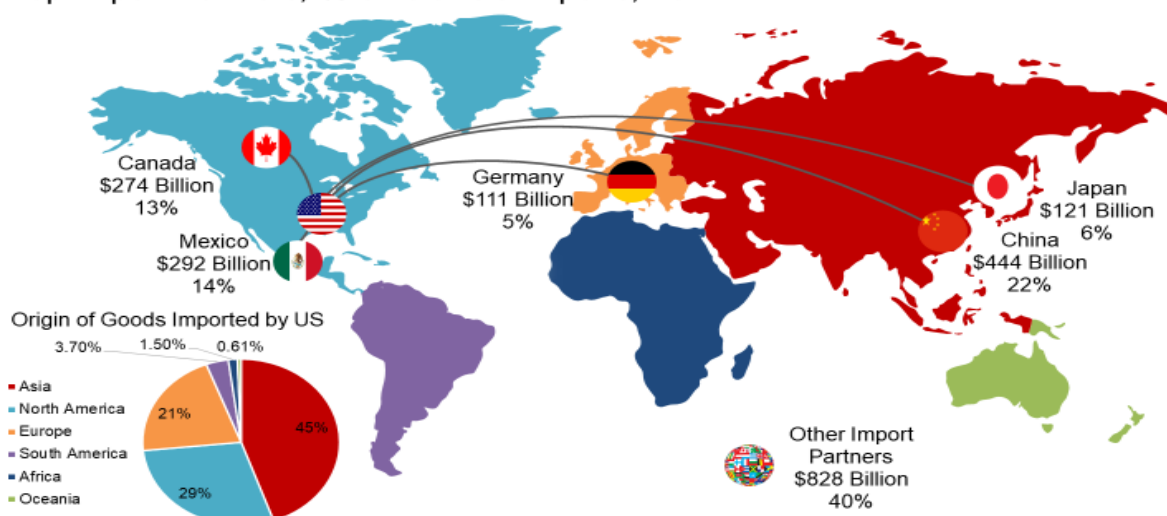 Canada
$274 Billion
13%
Mexico
$292 Billion
14%
Germany
$111 Billion
5%
Japan
$121 Billion
6%
China
$444 Billion
22%
Origin of Goods Imported by US
3.70%
1.50%
0.61%
Asia
North America
Europe
South America
Africa
Oceania
21%
45%
29%
Other Import
Partners
$828 Billion
40%